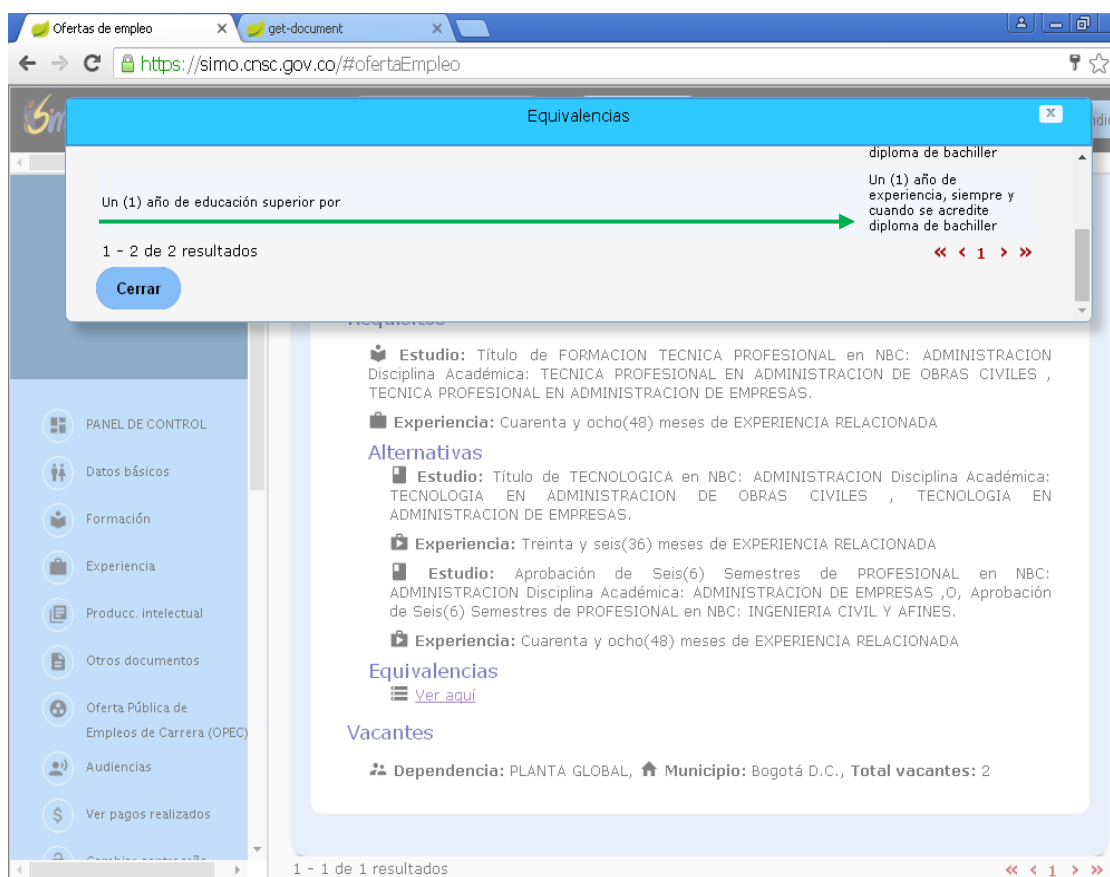 Ofertas de empleo
get-document
https://simo.cnsc.gov.co/#ofertaEmpleo
Equivalencias
diploma de bachiller
Un (1) año de educación superior por
Un (1) año de
experiencia, siempre y
cuando se acredite
diploma de bachiller
1 - 2 de 2 resultados
« ‹ 1 › »
Cerrar
PANEL DE CONTROL
Datos básicos
Formación
Experiencia
Producc. intelectual
Otros documentos
Oferta Pública de
Empleos de Carrera (OPEC)
Audiencias
Ver pagos realizados
Requisitos
Estudio: Título de FORMACION TECNICA PROFESIONAL en NBC: ADMINISTRACION
Disciplina Académica: TECNICA PROFESIONAL EN ADMINISTRACION DE OBRAS CIVILES ,
TECNICA PROFESIONAL EN ADMINISTRACION DE EMPRESAS.
Experiencia: Cuarenta y ocho(48) meses de EXPERIENCIA RELACIONADA
Alternativas
Estudio: Título de TECNOLOGICA en NBC: ADMINISTRACION Disciplina Académica:
TECNOLOGIA EN ADMINISTRACION DE OBRAS CIVILES , TECNOLOGIA EN
ADMINISTRACION DE EMPRESAS.
Experiencia: Treinta y seis(36) meses de EXPERIENCIA RELACIONADA
Estudio: Aprobación de Seis(6) Semestres de PROFESIONAL en NBC:
ADMINISTRACION Disciplina Académica: ADMINISTRACION DE EMPRESAS ,O, Aprobación
de Seis(6) Semestres de PROFESIONAL en NBC: INGENIERIA CIVIL Y AFINES.
Experiencia: Cuarenta y ocho(48) meses de EXPERIENCIA RELACIONADA
Equivalencias
Ver aquí
Vacantes
Dependencia: PLANTA GLOBAL, Municipio: Bogotá D.C., Total vacantes: 2
1 - 1 de 1 resultados
« ‹ 1 › »